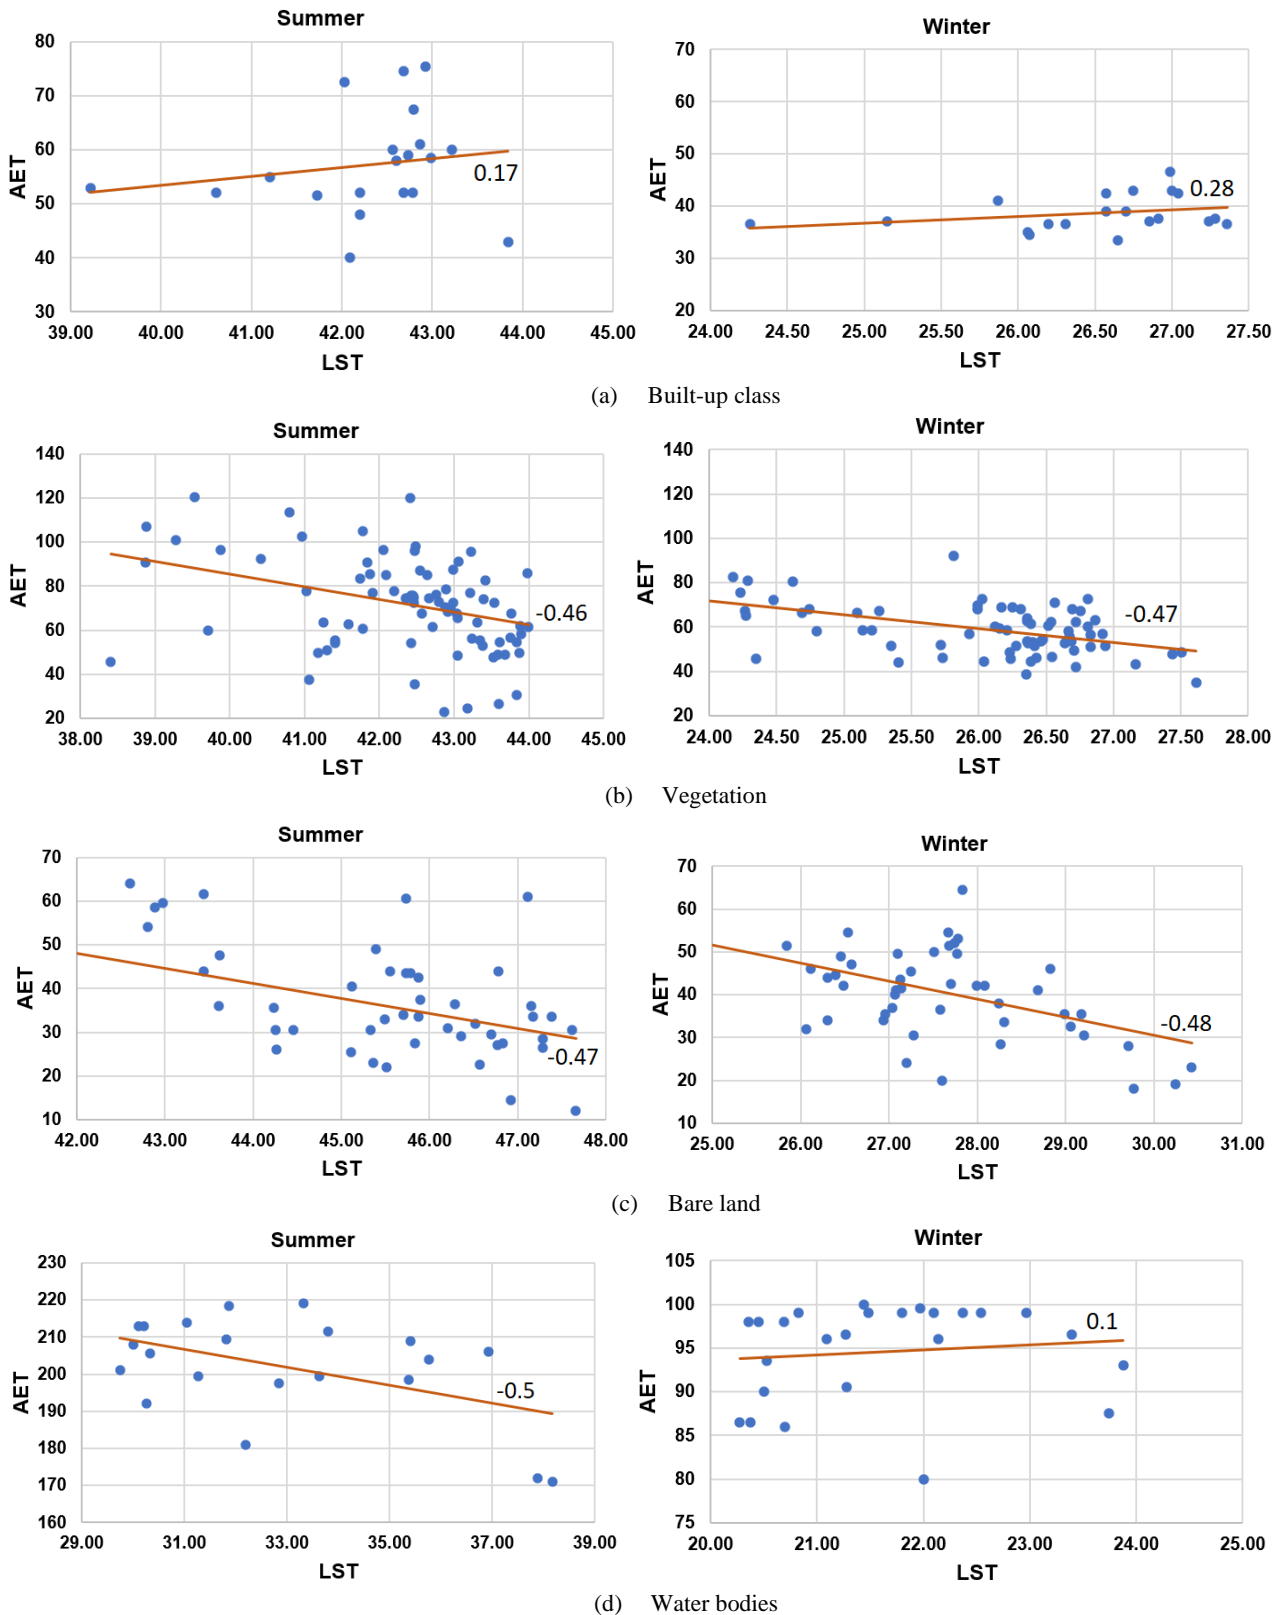 Summer
80
70
60
50
40
30
AET
0.17
39.00 40.00 41.00 42.00 43.00 44.00 45.00
LST
Winter
70
60
50
40
30
20
AET
0.28
24.00 24.50 25.00 25.50 26.00 26.50 27.00 27.50
LST
(a) Built-up class
Summer
140
120
100
80
60
40
20
AET
-0.46
38.00 39.00 40.00 41.00 42.00 43.00 44.00 45.00
LST
Winter
140
120
100
80
60
40
20
AET
-0.47
24.00 24.50 25.00 25.50 26.00 26.50 27.00 27.50 28.00
LST
(b) Vegetation
Summer
70
60
50
40
30
20
10
AET
-0.47
42.00 43.00 44.00 45.00 46.00 47.00 48.00
LST
Winter
70
60
50
40
30
20
10
AET
-0.48
25.00 26.00 27.00 28.00 29.00 30.00 31.00
LST
(c) Bare land
Summer
230
220
210
200
190
180
170
160
AET
-0.5
29.00 31.00 33.00 35.00 37.00 39.00
LST
Winter
105
100
95
90
85
80
75
AET
0.1
20.00 21.00 22.00 23.00 24.00 25.00
LST
(d) Water bodies